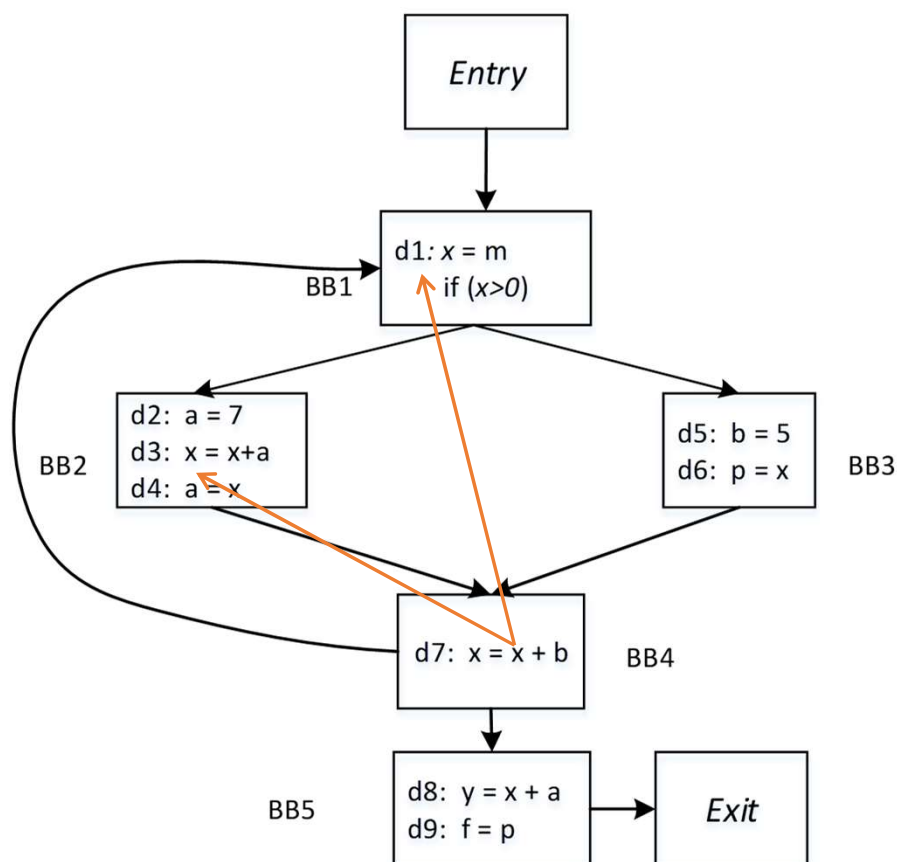 Entry
d1: x = m
if (x>0)
BB1
d2: a = 7
d3: x = x+a
d4: a = x
BB2
d5: b = 5
d6: p = x
BB3
d7: x = x + b
BB4
d8: y = x + a
d9: f = p
BB5
Exit